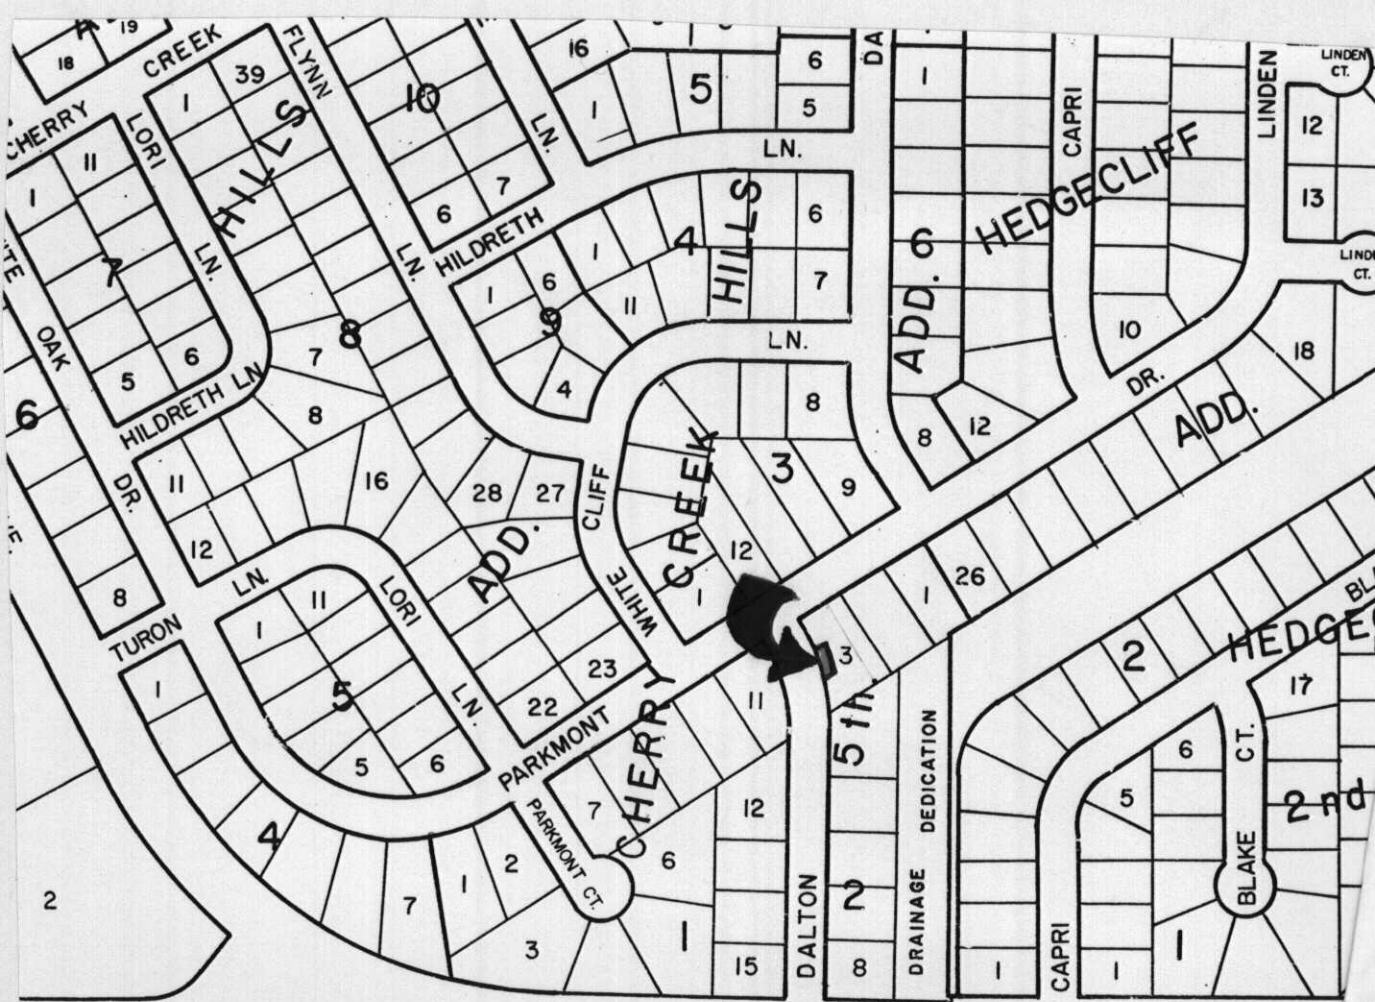 18
19
CHERRY CREEK
1
39
FLYNN
LN.
LORI
LN.
HILLS
10
6
7
LN.
16
1
5
6
5
LN.
DA
1
CAPRI
HEDGECLIFF
LINDEN
LINDEN
CT.
12
13
CT.
1
11
7
5
6
OAK
DR.
HILDRETH LN
HILDRETH
1
6
9
4
1
4
11
HILLS
6
7
LN.
ADD. 6
10
DR.
ADD.
18
8
12
6
8
7
8
8
16
28
27
ADD.
CLIFF
WHITE
CREEK
3
8
9
12
1
11
12
LN.
LORI
LN.
TURON
1
11
1
5
5
6
22
23
PARKMONT
PARKMONT CT.
CHERRY
11
3
5th
1
26
2
HEDGEC
17
6
5
BLAKE CT.
2nd
2
4
7
1
2
3
7
6
12
1
15
DALTON
2
8
DRAINAGE DEDICATION
1
CAPRI
1
1